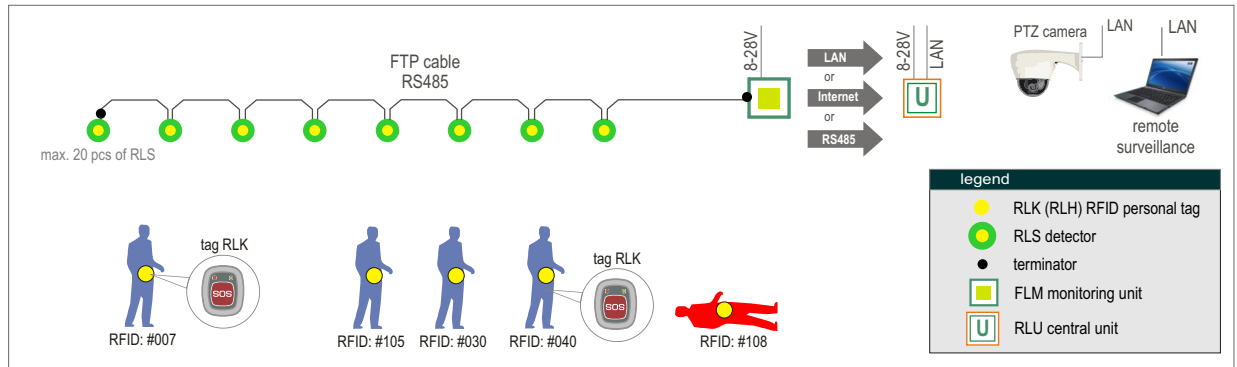 FTP cable
RS485
max. 20 pcs of RLS
8-28V
LAN
or
Internet
or
RS485
8-28V
LAN
U
PTZ camera
LAN
LAN
remote
surveillance
legend
RLK (RLH) RFID personal tag
RLS detector
terminator
FLM monitoring unit
U
RLU central unit
tag RLK
SOS
RFID: #007
RFID: #105
RFID: #030
tag RLK
SOS
RFID: #040
RFID: #108